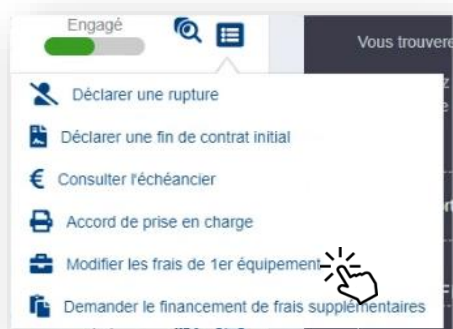 Engagé
Vous trouver
Déclarer une rupture
Déclarer une fin de contrat initial
€ Consulter l'échéancier
Accord de prise en charge
Modifier les frais de 1er équipement
Demander le financement de frais supplémentaires